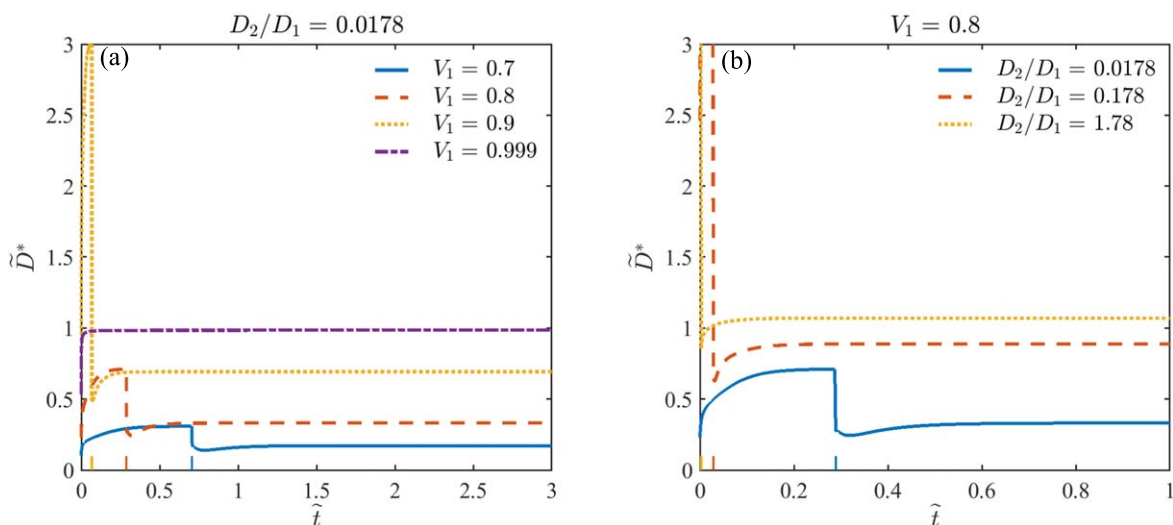 D₂/D₁ = 0.0178
(a)
V₁ = 0.7
V₁ = 0.8
V₁ = 0.9
V₁ = 0.999
3
2.5
2
1.5
1
0.5
0
D̃*
0 0.5 1 1.5 2 2.5 3
t̃
V₁ = 0.8
(b)
D₂/D₁ = 0.0178
D₂/D₁ = 0.178
D₂/D₁ = 1.78
3
2.5
2
1.5
1
0.5
0
D̃*
0 0.2 0.4 0.6 0.8 1
t̃